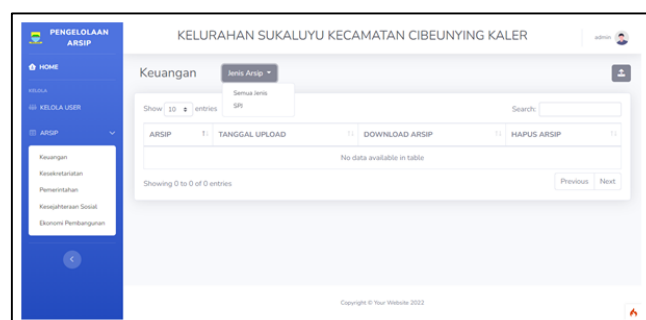 PENGELOLAAN
ARSIP
KELURAHAN SUKALUYU KECAMATAN CIBEUNYING KALER
admin
HOME
Keuangan
Jenis Arsip
KELOLA
Semua Jenis
SPJ
KELOLA USER
Show 10 entries
Search:
ARSIP
ARSIP
TANGGAL UPLOAD
DOWNLOAD ARSIP
HAPUS ARSIP
No data available in table
Keuangan
Kesekretariatan
Pemerintahan
Kesejahteraan Sosial
Ekonomi Pembangunan
Showing 0 to 0 of 0 entries
Previous Next
Copyright © Your Website 2022